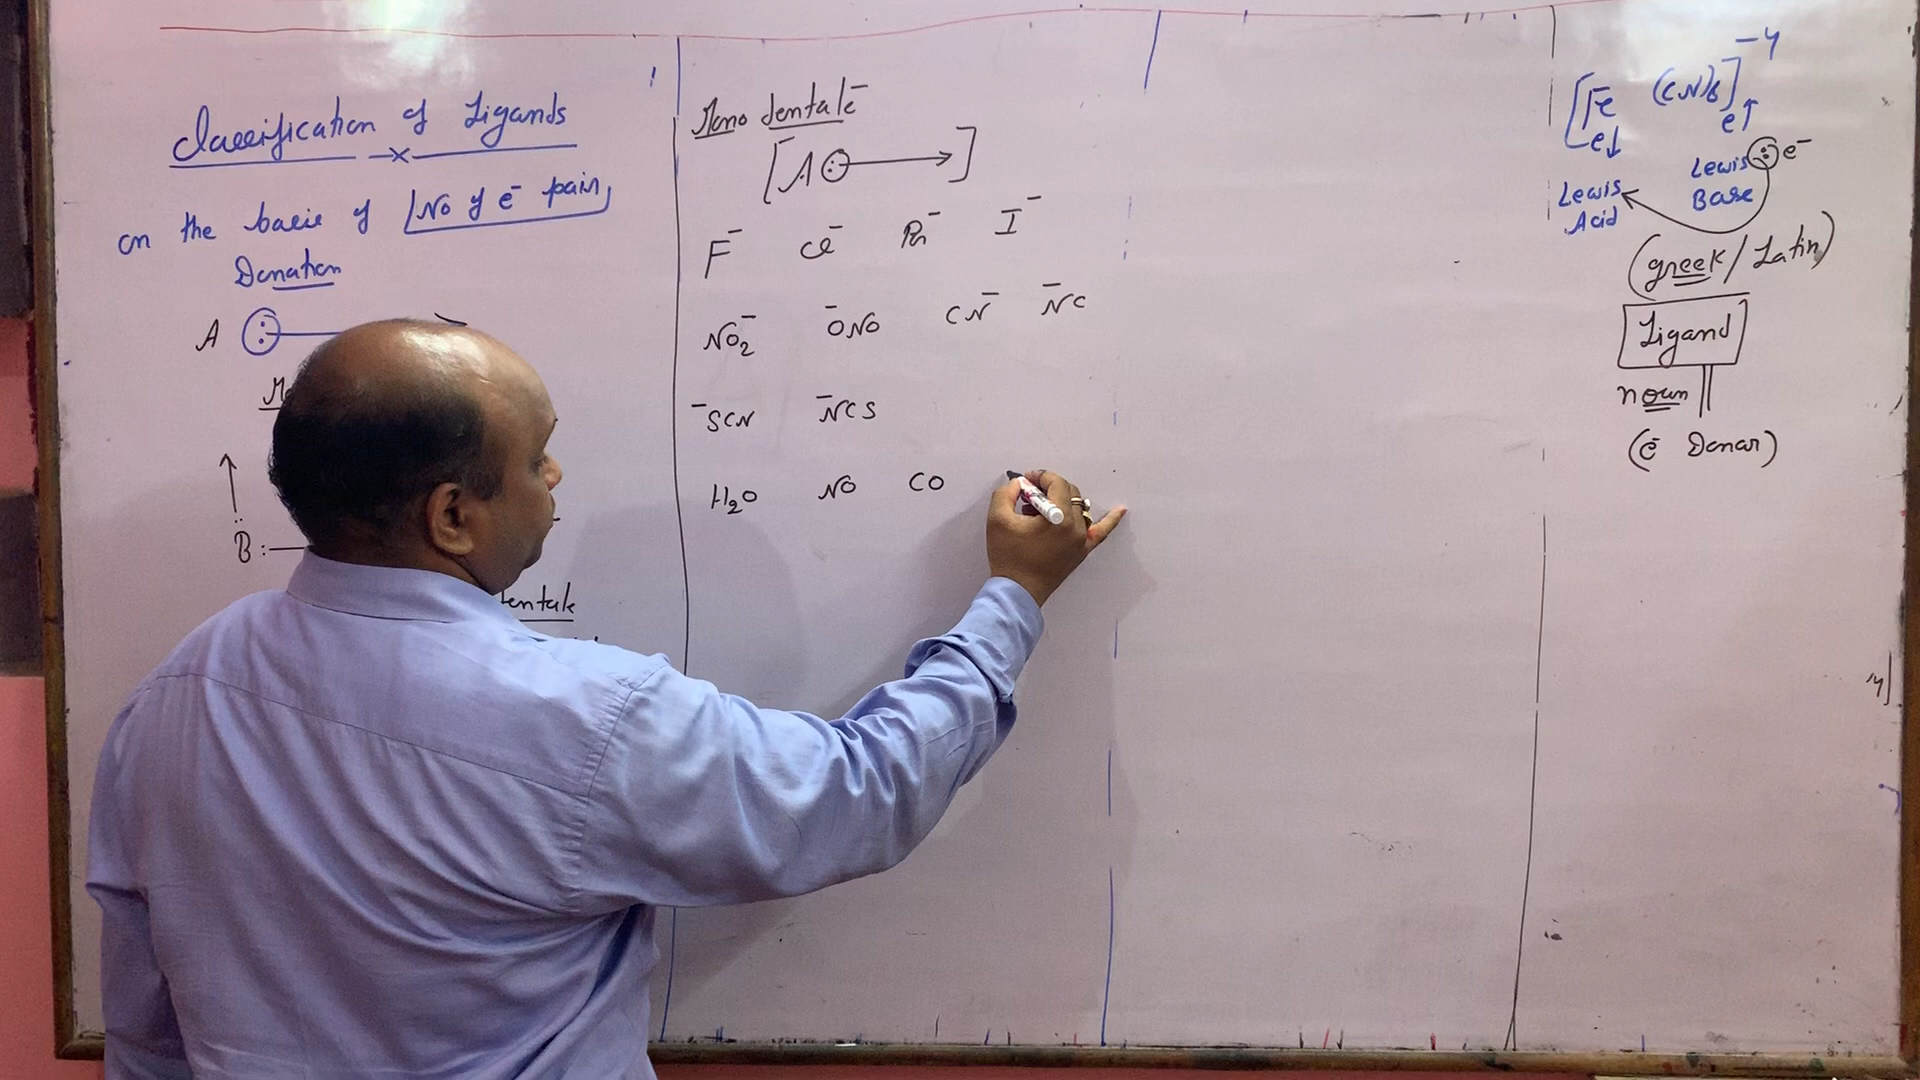 Classification of Ligands
on the basis of No of e⁻ pair
Donation
A :
B :
dentate
Mono dentate
[A : →]
F⁻ Cl⁻ Br⁻ I⁻
NO₂⁻ ⁻ONO CN⁻ ⁻NC
⁻SCN ⁻NCS
H₂O NO CO
[Fe (CN)6]⁻⁴
e↓ e↑
Lewis Acid
Lewis Base : e⁻
(greek/Latin)
Ligand
noun
(e⁻ Donar)